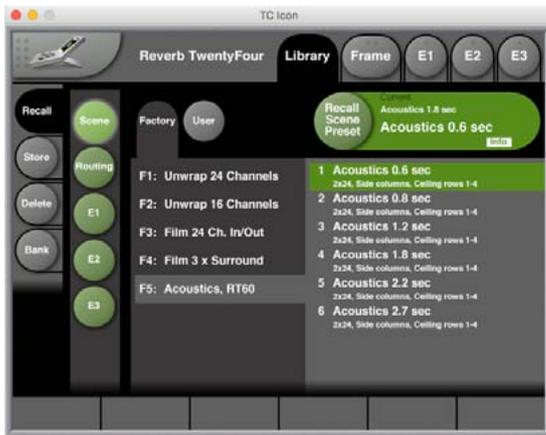 TC Icon
Reverb TwentyFour
Library
Frame
E1
E2
E3
Recall
Store
Delete
Bank
Scene
Routing
E1
E2
E3
Factory
User
Recall
Scene
Preset
Current
Acoustics 1.8 sec
Acoustics 0.6 sec
Info
F1: Unwrap 24 Channels
F2: Unwrap 16 Channels
F3: Film 24 Ch. In/Out
F4: Film 3 x Surround
F5: Acoustics, RT60
1 Acoustics 0.6 sec
2x24, Side columns, Ceiling rows 1-4
2 Acoustics 0.8 sec
2x24, Side columns, Ceiling rows 1-4
3 Acoustics 1.2 sec
2x24, Side columns, Ceiling rows 1-4
4 Acoustics 1.8 sec
2x24, Side columns, Ceiling rows 1-4
5 Acoustics 2.2 sec
2x24, Side columns, Ceiling rows 1-4
6 Acoustics 2.7 sec
2x24, Side columns, Ceiling rows 1-4